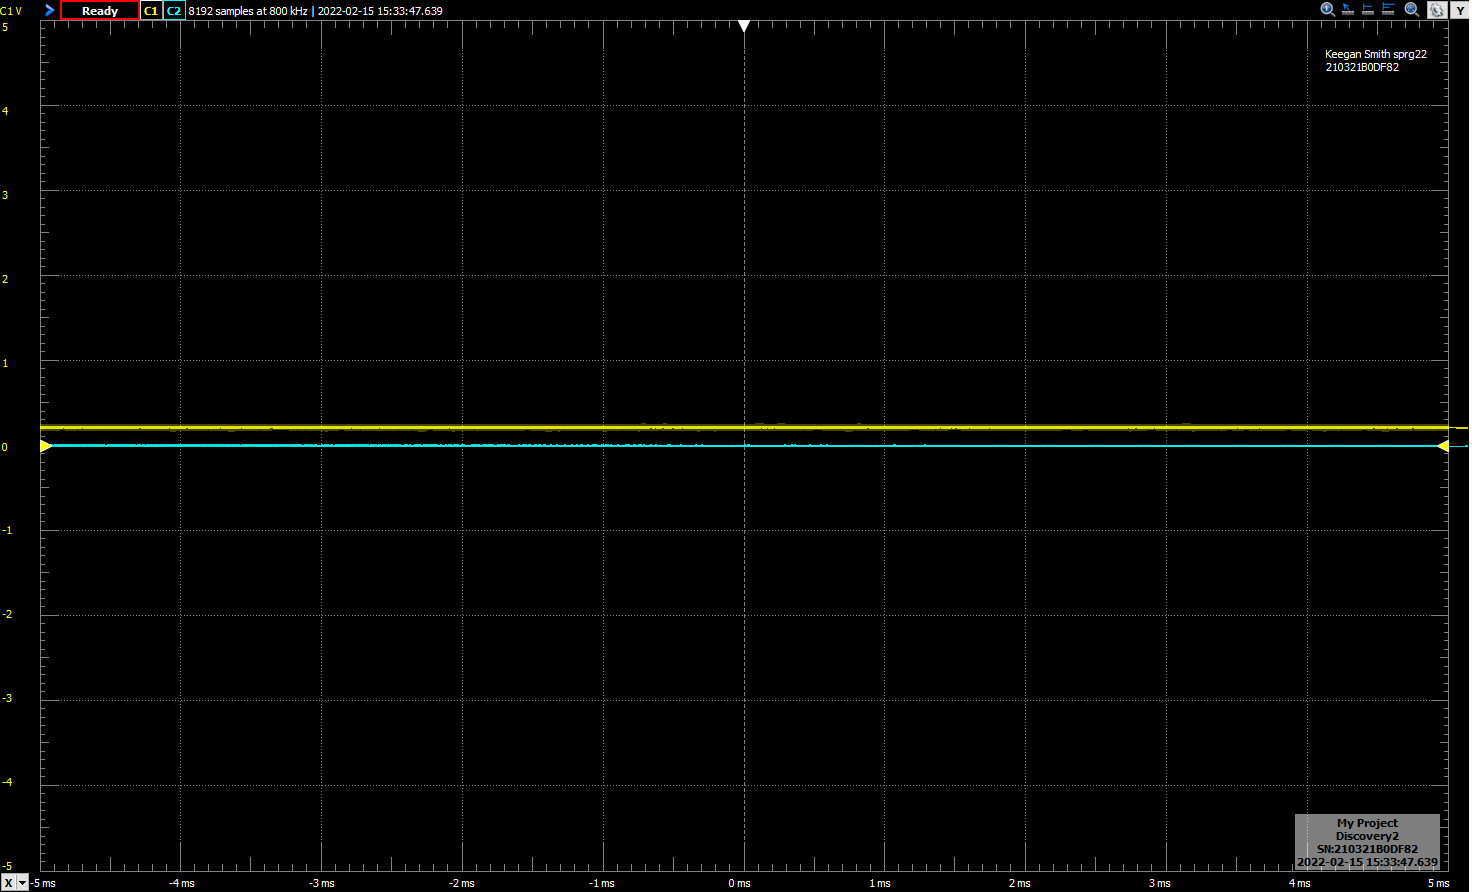 C1 V Ready C1 C2 8192 samples at 800 kHz | 2022-02-15 15:33:47.639 Y
5
Keegan Smith sprg22
210321B0DF82
4
3
2
1
0
-1
-2
-3
-4
My Project
Discovery2
SN:210321B0DF82
2022-02-15 15:33:47.639
-5
X -5 ms -4 ms -3 ms -2 ms -1 ms 0 ms 1 ms 2 ms 3 ms 4 ms 5 ms